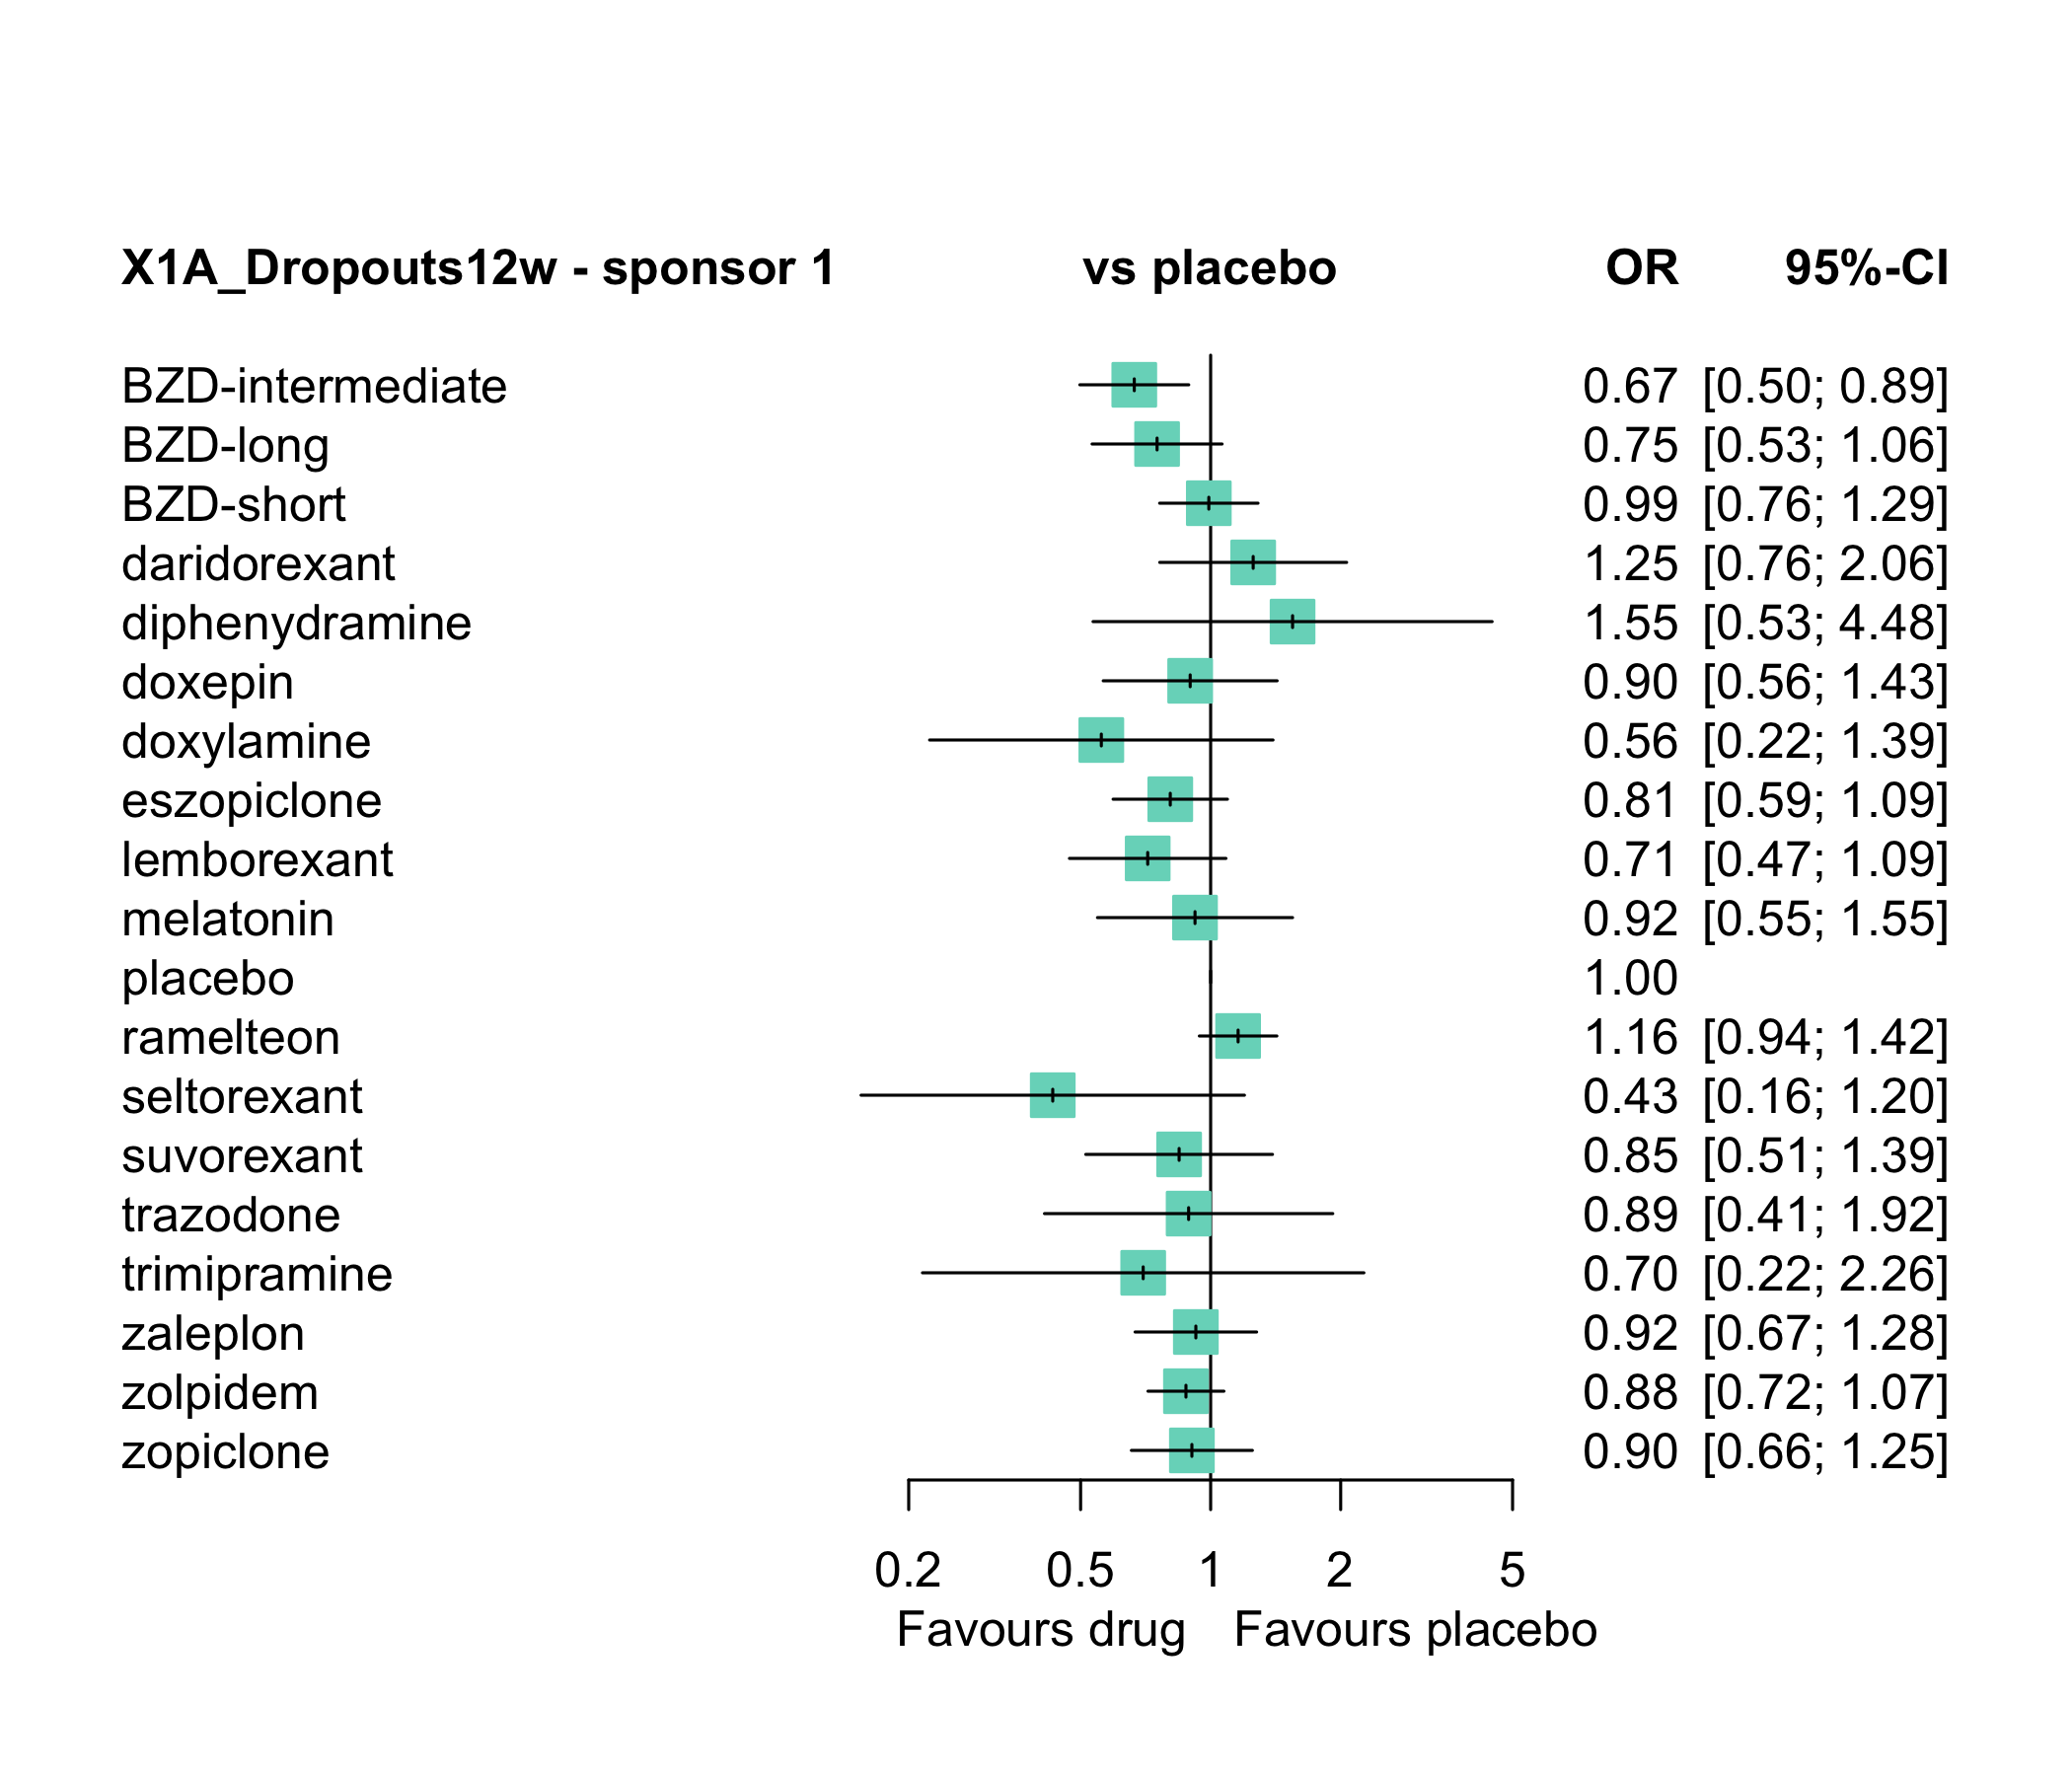 X1A_Dropouts12w - sponsor 1 vs placebo OR 95%-CI
BZD-intermediate 0.67 [0.50; 0.89]
BZD-long 0.75 [0.53; 1.06]
BZD-short 0.99 [0.76; 1.29]
daridorexant 1.25 [0.76; 2.06]
diphenydramine 1.55 [0.53; 4.48]
doxepin 0.90 [0.56; 1.43]
doxylamine 0.56 [0.22; 1.39]
eszopiclone 0.81 [0.59; 1.09]
lemborexant 0.71 [0.47; 1.09]
melatonin 0.92 [0.55; 1.55]
placebo 1.00
ramelteon 1.16 [0.94; 1.42]
seltorexant 0.43 [0.16; 1.20]
suvorexant 0.85 [0.51; 1.39]
trazodone 0.89 [0.41; 1.92]
trimipramine 0.70 [0.22; 2.26]
zaleplon 0.92 [0.67; 1.28]
zolpidem 0.88 [0.72; 1.07]
zopiclone 0.90 [0.66; 1.25]
0.2 0.5 1 2 5
Favours drug Favours placebo